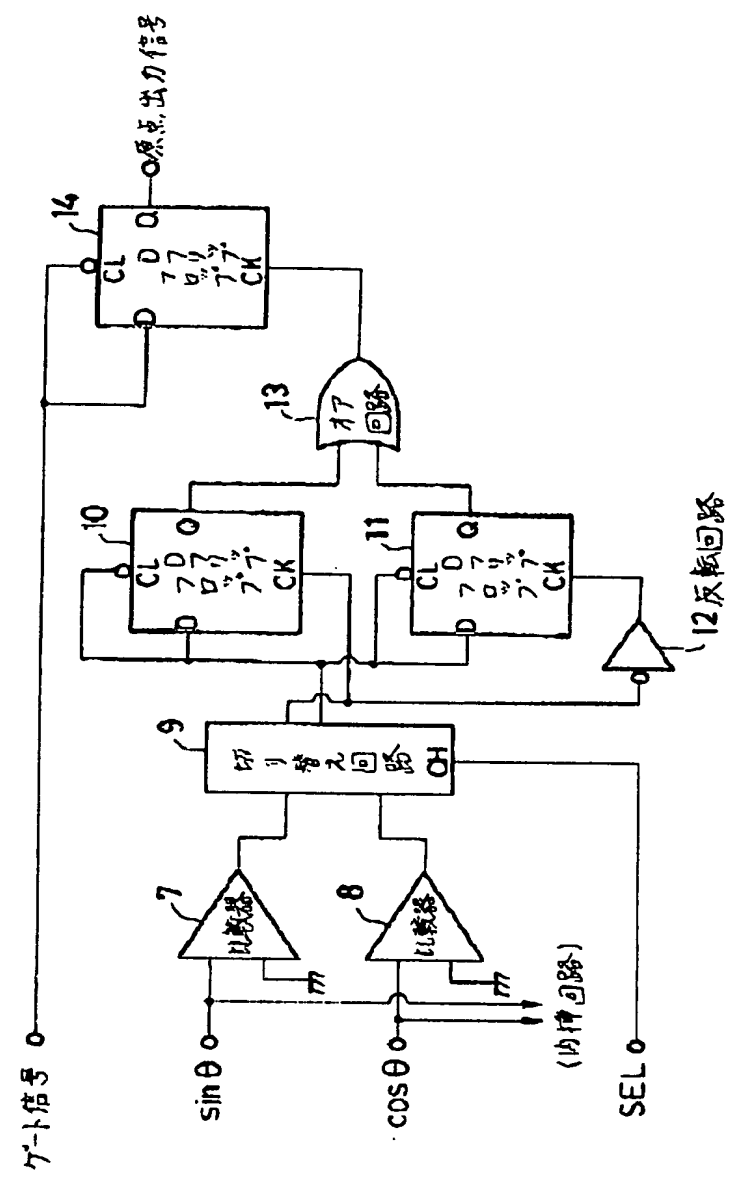 ゲート信号
sinθ
cosθ
SEL
(内挿回路)
7
比較器
8
比較器
9
切り替え回路
CH
10
CL
D
Q
D
フリップ
フロップ
CK
11
CL
D
Q
D
フリップ
フロップ
CK
12 反転回路
13
オア
回路
14
CL
D
Q
D
フリップ
フロップ
CK
原点出力信号